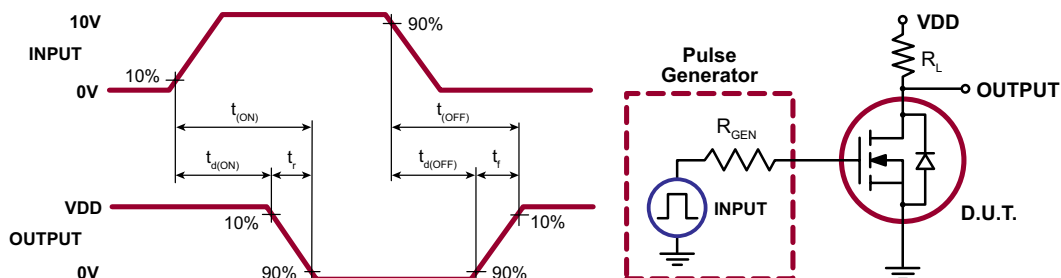 10V
INPUT
10%
0V
90%
t(ON)
t(OFF)
td(ON)
tr
td(OFF)
tf
VDD
10%
10%
OUTPUT
0V
90%
90%
Pulse
Generator
RGEN
INPUT
VDD
RL
OUTPUT
D.U.T.